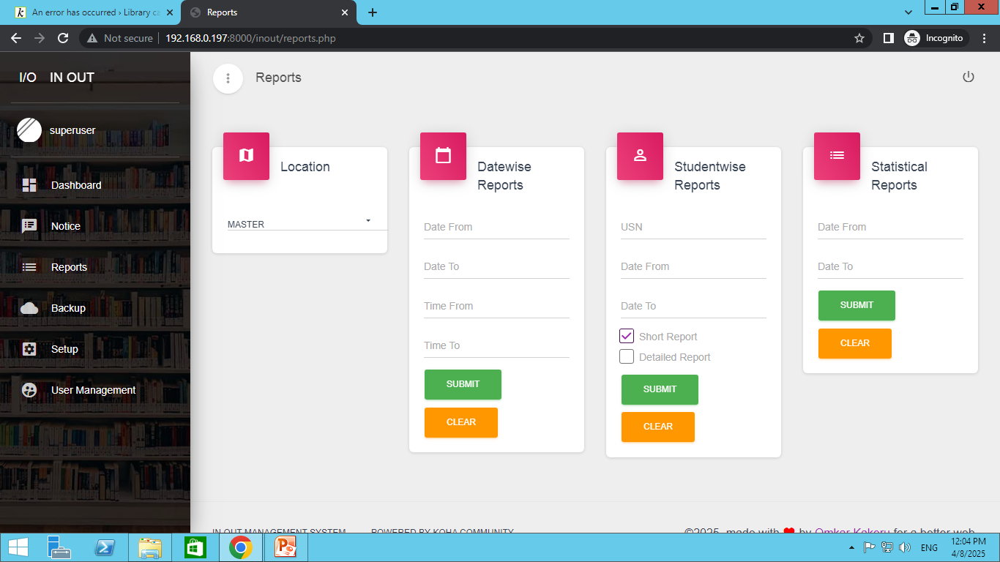 An error has occurred › Library ca
Reports
Not secure
192.168.0.197:8000/inout/reports.php
Incognito
I/O IN OUT
superuser
Dashboard
Notice
Reports
Backup
Setup
User Management
Reports
Location
MASTER
Datewise
Reports
Date From
Date To
Time From
Time To
SUBMIT
CLEAR
Studentwise
Reports
USN
Date From
Date To
Short Report
Detailed Report
SUBMIT
CLEAR
Statistical
Reports
Date From
Date To
SUBMIT
CLEAR
IN OUT MANAGEMENT SYSTEM
POWERED BY KOHA COMMUNITY
©2025, made with ❤ by Omkar Kakeru for a better web.
ENG
12:04 PM
4/8/2025